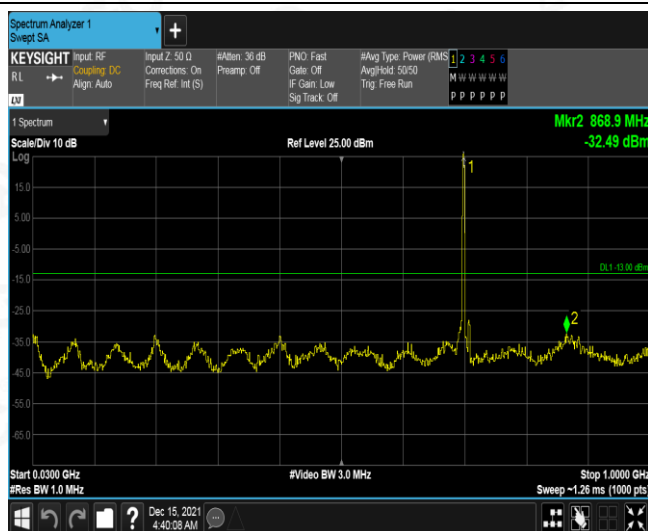 Spectrum Analyzer 1
Swept SA
KEYSIGHT
RL
LXI
Input: RF
Coupling: DC
Align: Auto
Input Z: 50 Ω
Corrections: On
Freq Ref: Int (S)
#Atten: 36 dB
Preamp: Off
PNO: Fast
Gate: Off
IF Gain: Low
Sig Track: Off
#Avg Type: Power (RMS
Avg|Hold: 50/50
Trig: Free Run
1 2 3 4 5 6
M W W W W W
P P P P P P
1 Spectrum
Mkr2 868.9 MHz
Scale/Div 10 dB
Ref Level 25.00 dBm
-32.49 dBm
Log
1
15.0
5.00
-5.00
DL1 -13.00 dBm
-15.0
-25.0
2
-35.0
-45.0
-55.0
-65.0
Start 0.0300 GHz
#Video BW 3.0 MHz
Stop 1.0000 GHz
#Res BW 1.0 MHz
Sweep ~1.26 ms (1000 pts)
?
Dec 15, 2021
4:40:08 AM